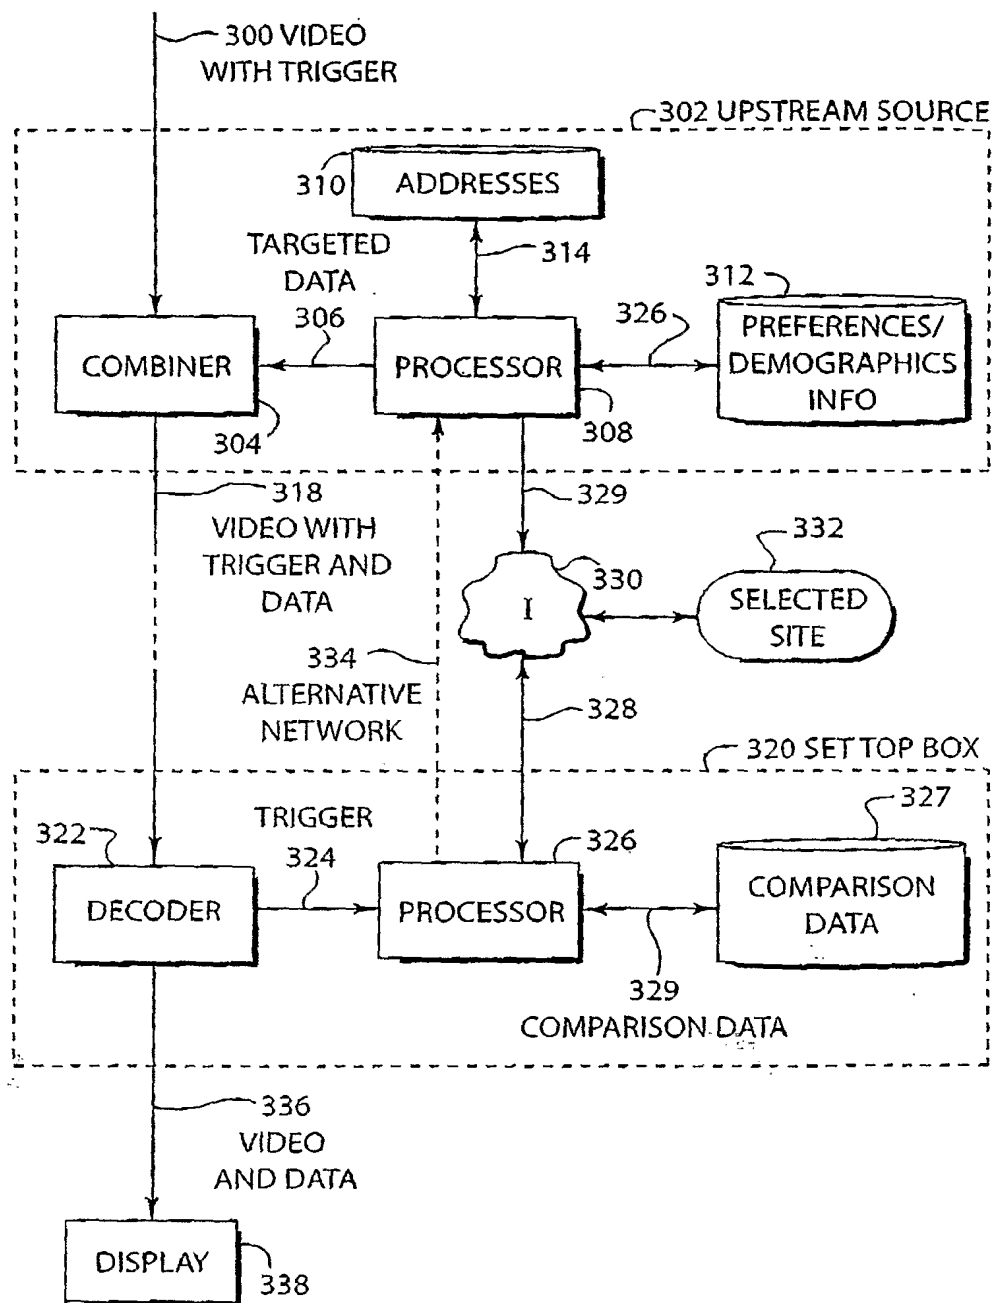 300 VIDEO
WITH TRIGGER
302 UPSTREAM SOURCE
310
ADDRESSES
TARGETED
DATA
314
312
306
326
PREFERENCES/
DEMOGRAPHICS
INFO
COMBINER
PROCESSOR
304
308
318
VIDEO WITH
TRIGGER AND
DATA
329
332
330
I
SELECTED
SITE
334
ALTERNATIVE
NETWORK
328
320 SET TOP BOX
327
322
TRIGGER
324
326
DECODER
PROCESSOR
COMPARISON
DATA
329
COMPARISON DATA
336
VIDEO
AND DATA
DISPLAY
338